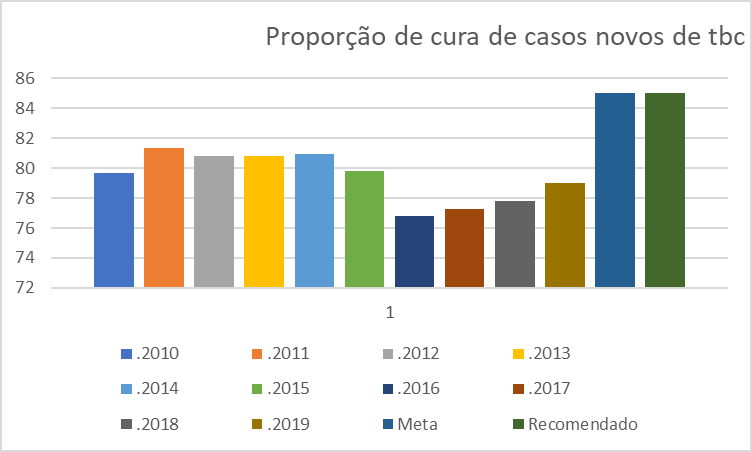 Proporção de cura de casos novos de tbc
86
84
82
80
78
76
74
72
1
.2010 .2011 .2012 .2013
.2014 .2015 .2016 .2017
.2018 .2019 Meta Recomendado